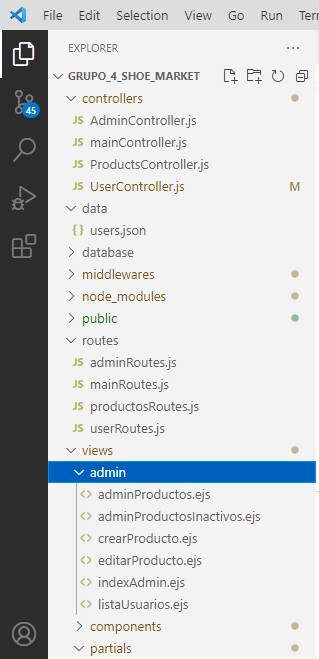 File Edit Selection View Go Run Tern
EXPLORER ...
GRUPO_4_SHOE_MARKET
controllers
JS AdminController.js
JS mainController.js
JS ProductsController.js
JS UserController.js M
data
{} users.json
database
middlewares
node_modules
public
routes
JS adminRoutes.js
JS mainRoutes.js
JS productosRoutes.js
JS userRoutes.js
views
admin
<> adminProductos.ejs
<> adminProductosInactivos.ejs
<> crearProducto.ejs
<> editarProducto.ejs
<> indexAdmin.ejs
<> listaUsuarios.ejs
components
partials
45